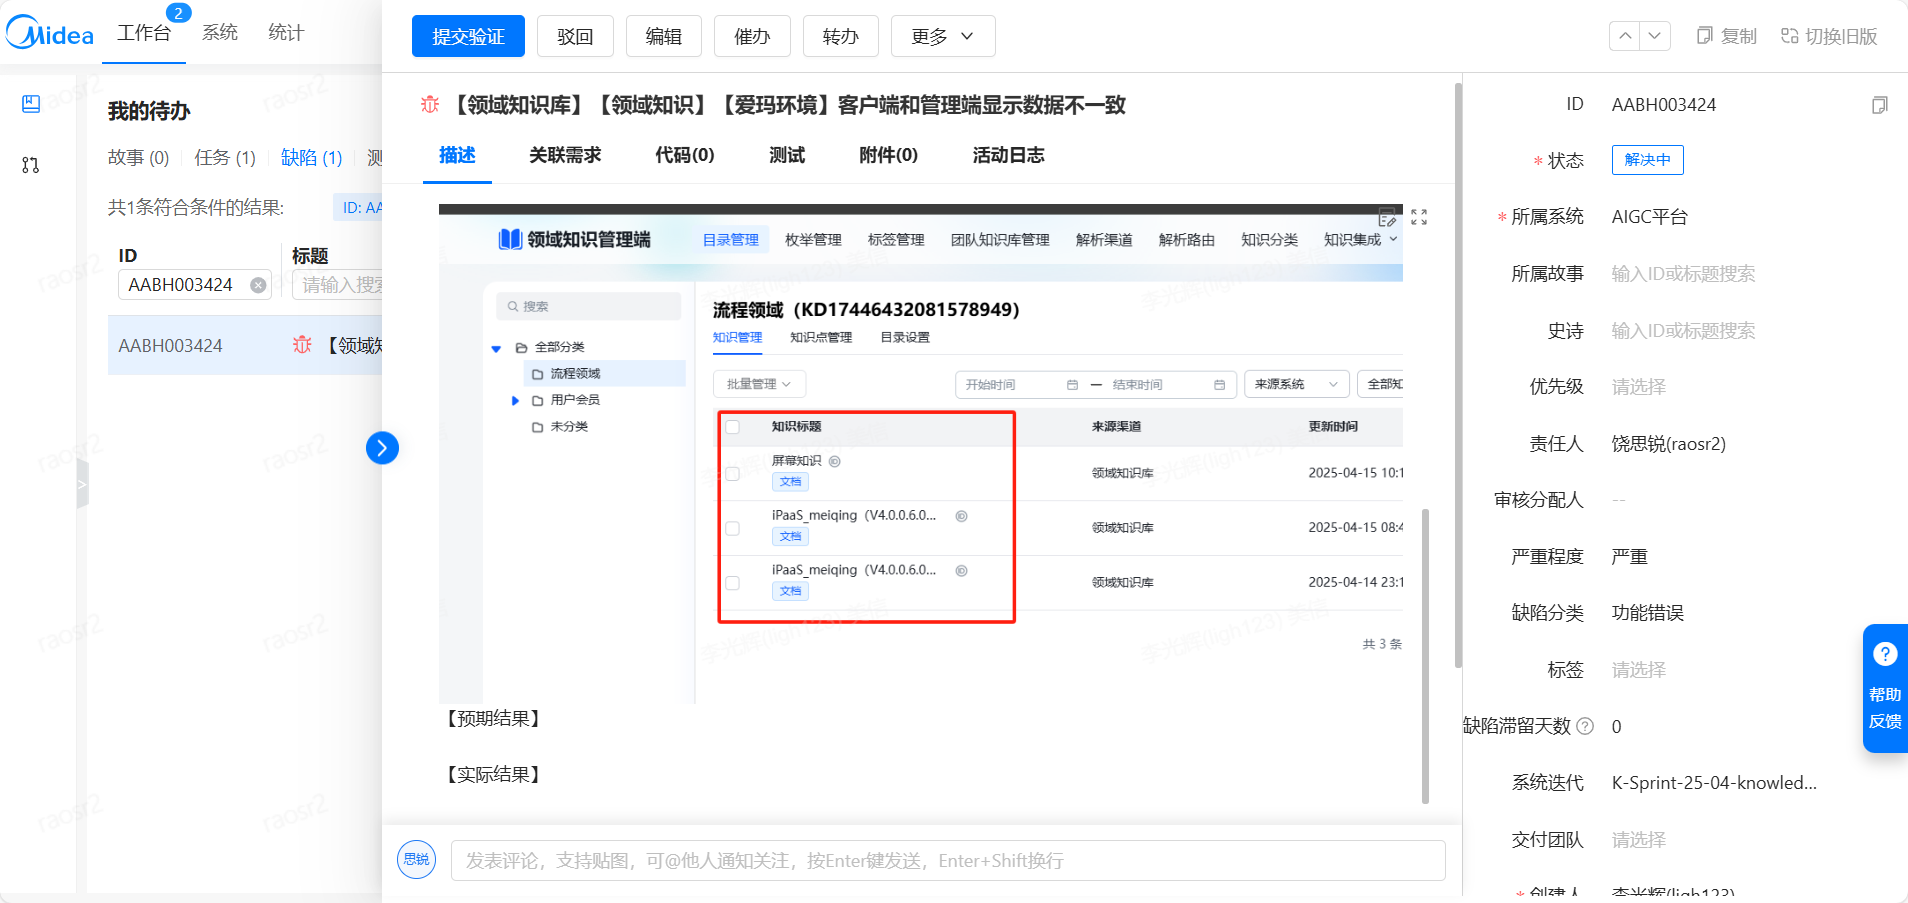 Midea
工作台
2
系统
统计
提交验证
驳回
编辑
催办
转办
更多
复制
切换旧版
我的待办
故事 (0)
任务 (1)
缺陷 (1)
测
共1条符合条件的结果:
ID: AA
ID
标题
AABH003424
请输入搜索
AABH003424
【领域知
【领域知识库】【领域知识】【爱玛环境】客户端和管理端显示数据不一致
描述
关联需求
代码(0)
测试
附件(0)
活动日志
领域知识管理端
目录管理
枚举管理
标签管理
团队知识库管理
解析渠道
解析路由
知识分类
知识集成
搜索
全部分类
流程领域
用户会员
未分类
流程领域（KD17446432081578949）
知识管理
知识点管理
目录设置
批量管理
开始时间
—
结束时间
来源系统
全部知
知识标题
来源渠道
更新时间
屏幕知识
文档
领域知识库
2025-04-15 10:1
iPaaS_meiqing（V4.0.0.6.0...
文档
领域知识库
2025-04-15 08:4
iPaaS_meiqing（V4.0.0.6.0...
文档
领域知识库
2025-04-14 23:1
共 3 条
【预期结果】
【实际结果】
思锐
发表评论，支持贴图，可@他人通知关注，按Enter键发送，Enter+Shift换行
ID
AABH003424
* 状态
解决中
* 所属系统
AIGC平台
所属故事
输入ID或标题搜索
史诗
输入ID或标题搜索
优先级
请选择
责任人
饶思锐(raosr2)
审核分配人
--
严重程度
严重
缺陷分类
功能错误
标签
请选择
缺陷滞留天数
0
系统迭代
K-Sprint-25-04-knowled...
交付团队
请选择
* 创建人
李光辉(ligh123)
帮助
反馈
raosr2
李光辉(ligh123) 美信